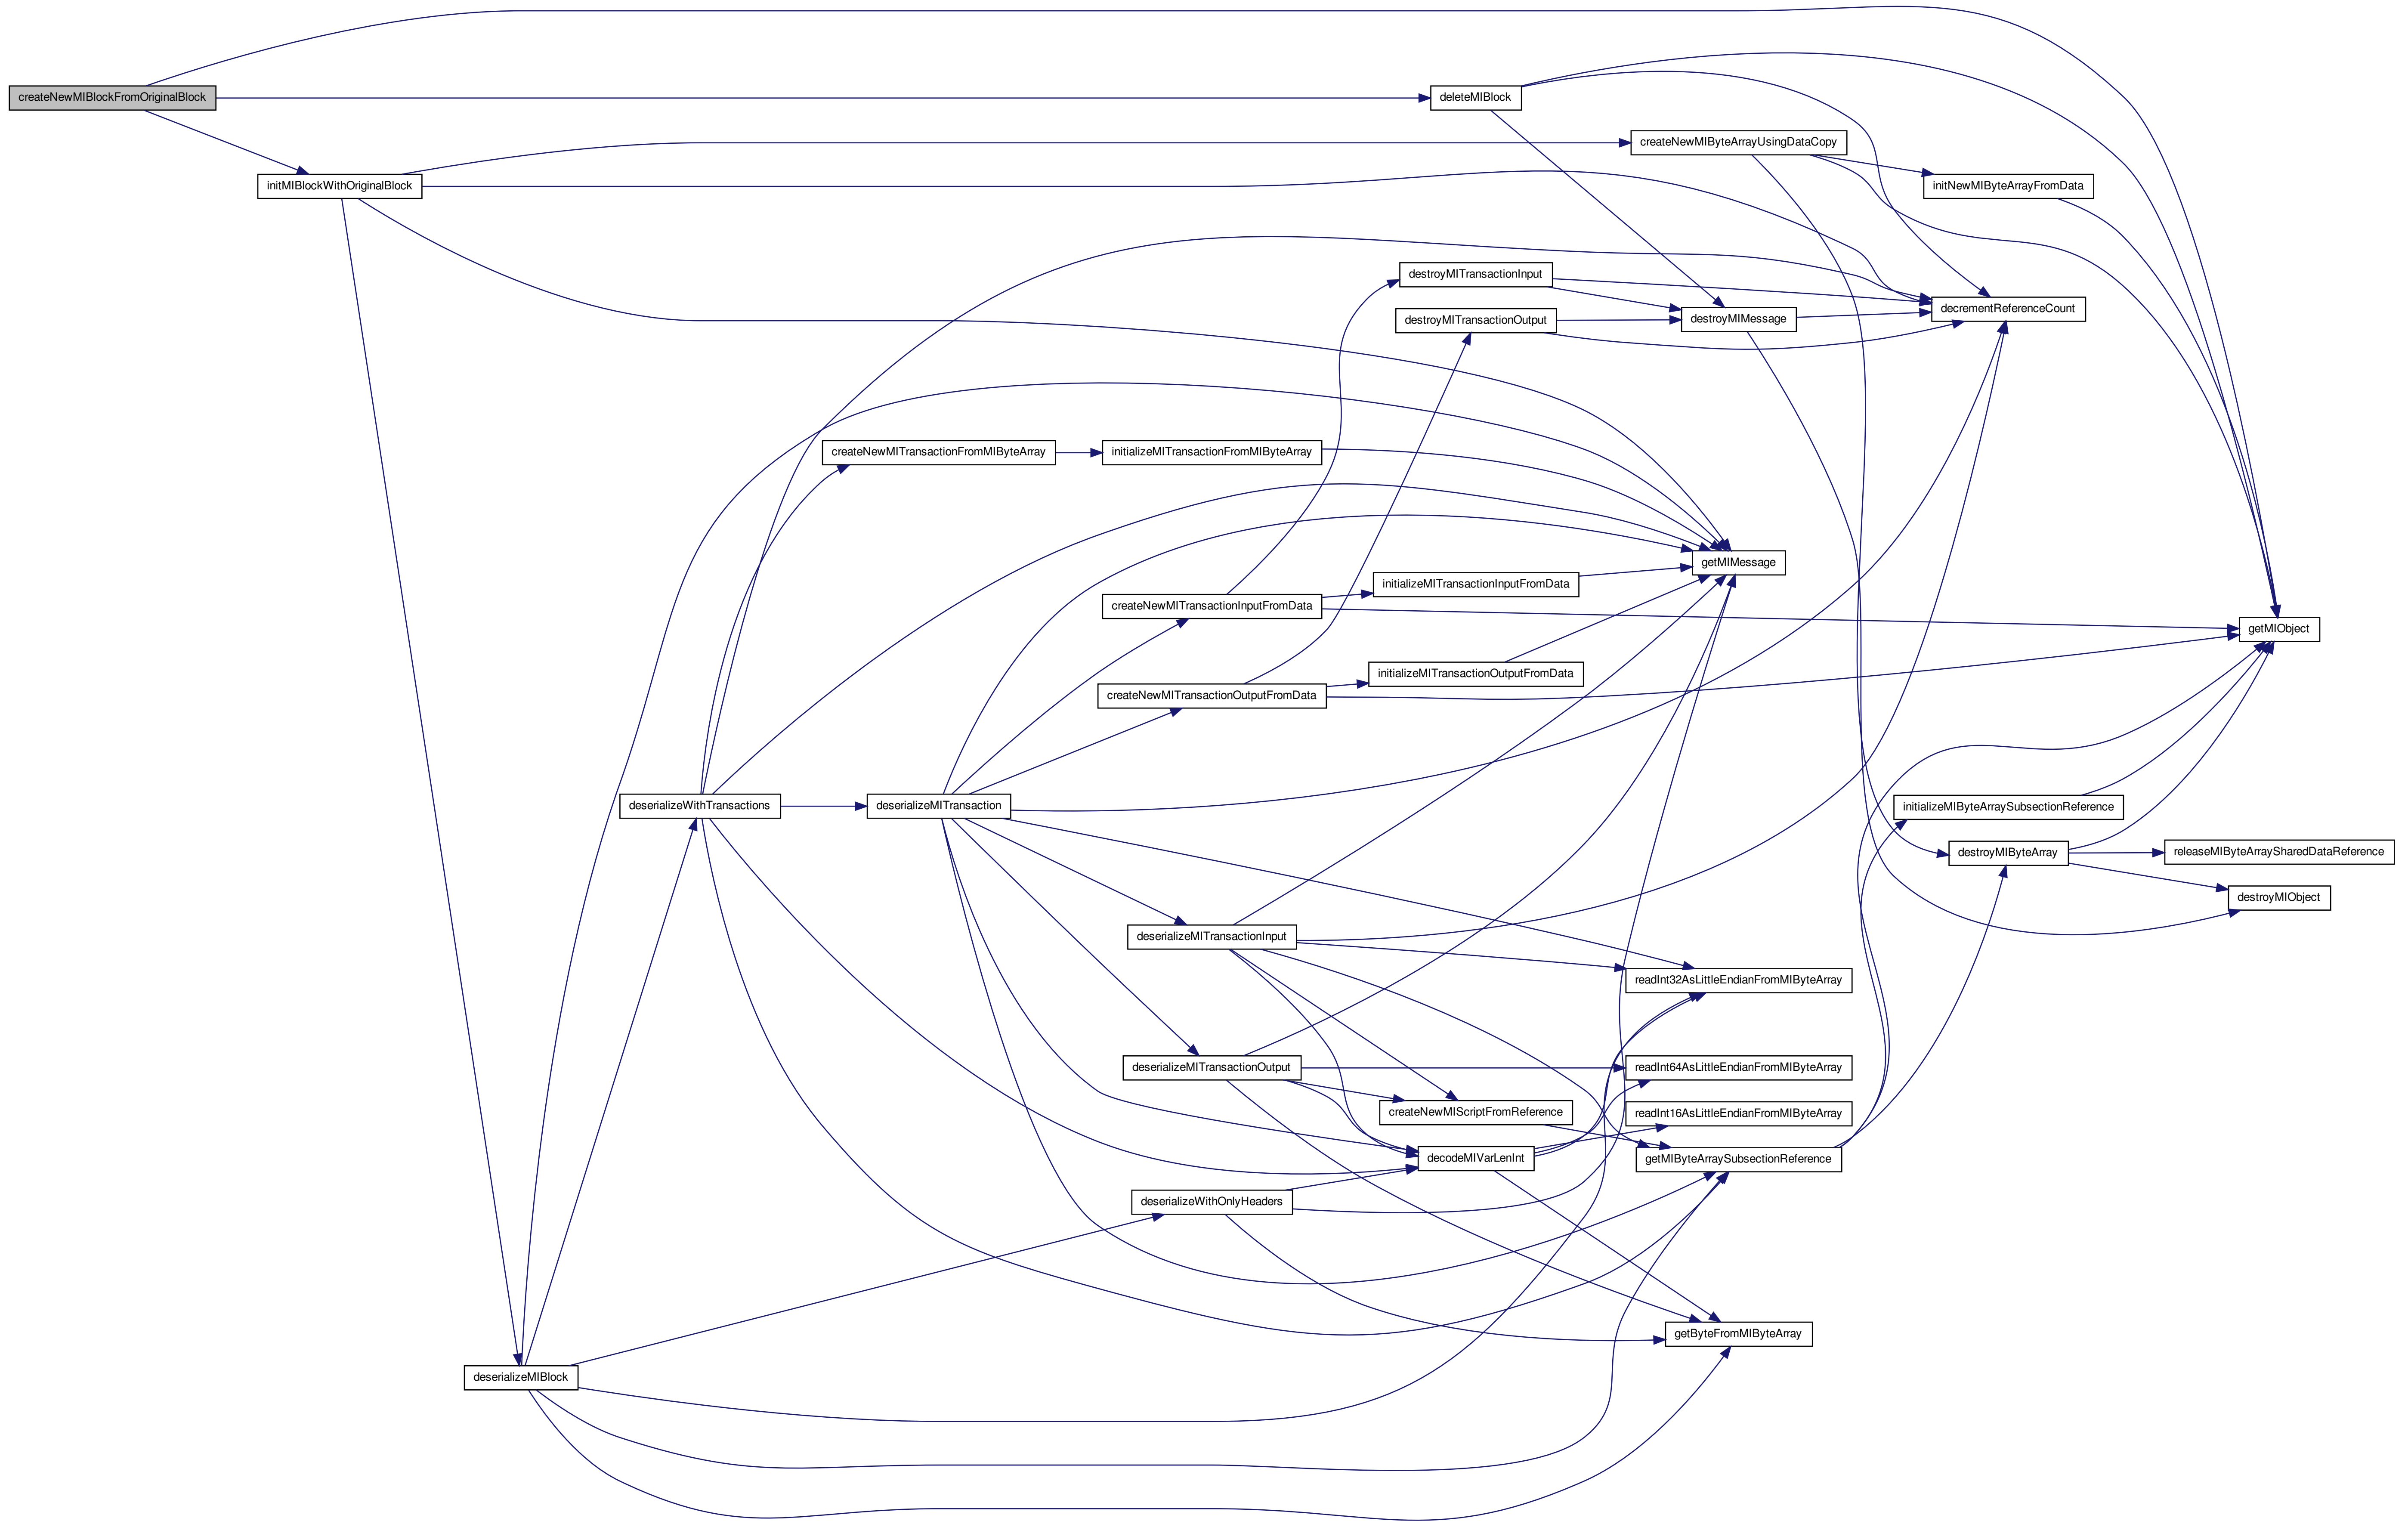 createNewMIBlockFromOriginalBlock
deleteMIBlock
createNewMIByteArrayUsingDataCopy
initMIBlockWithOriginalBlock
initNewMIByteArrayFromData
destroyMITransactionInput
decrementReferenceCount
destroyMITransactionOutput
destroyMIMessage
createNewMITransactionFromMIByteArray
initializeMITransactionFromMIByteArray
getMIMessage
initializeMITransactionInputFromData
createNewMITransactionInputFromData
getMIObject
initializeMITransactionOutputFromData
createNewMITransactionOutputFromData
deserializeWithTransactions
deserializeMITransaction
initializeMIByteArraySubsectionReference
destroyMIByteArray
releaseMIByteArraySharedDataReference
destroyMIObject
deserializeMITransactionInput
readInt32AsLittleEndianFromMIByteArray
deserializeMITransactionOutput
readInt64AsLittleEndianFromMIByteArray
createNewMIScriptFromReference
readInt16AsLittleEndianFromMIByteArray
decodeMIVarLenInt
getMIByteArraySubsectionReference
deserializeWithOnlyHeaders
getByteFromMIByteArray
deserializeMIBlock